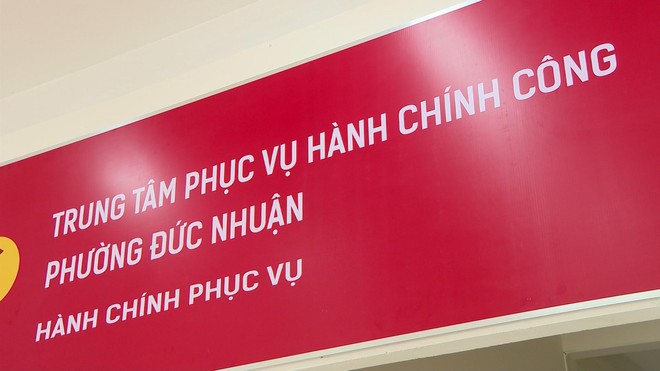 TRUNG TÂM PHỤC VỤ HÀNH CHÍNH CÔNG
PHƯỜNG ĐỨC NHUẬN
HÀNH CHÍNH PHỤC VỤ